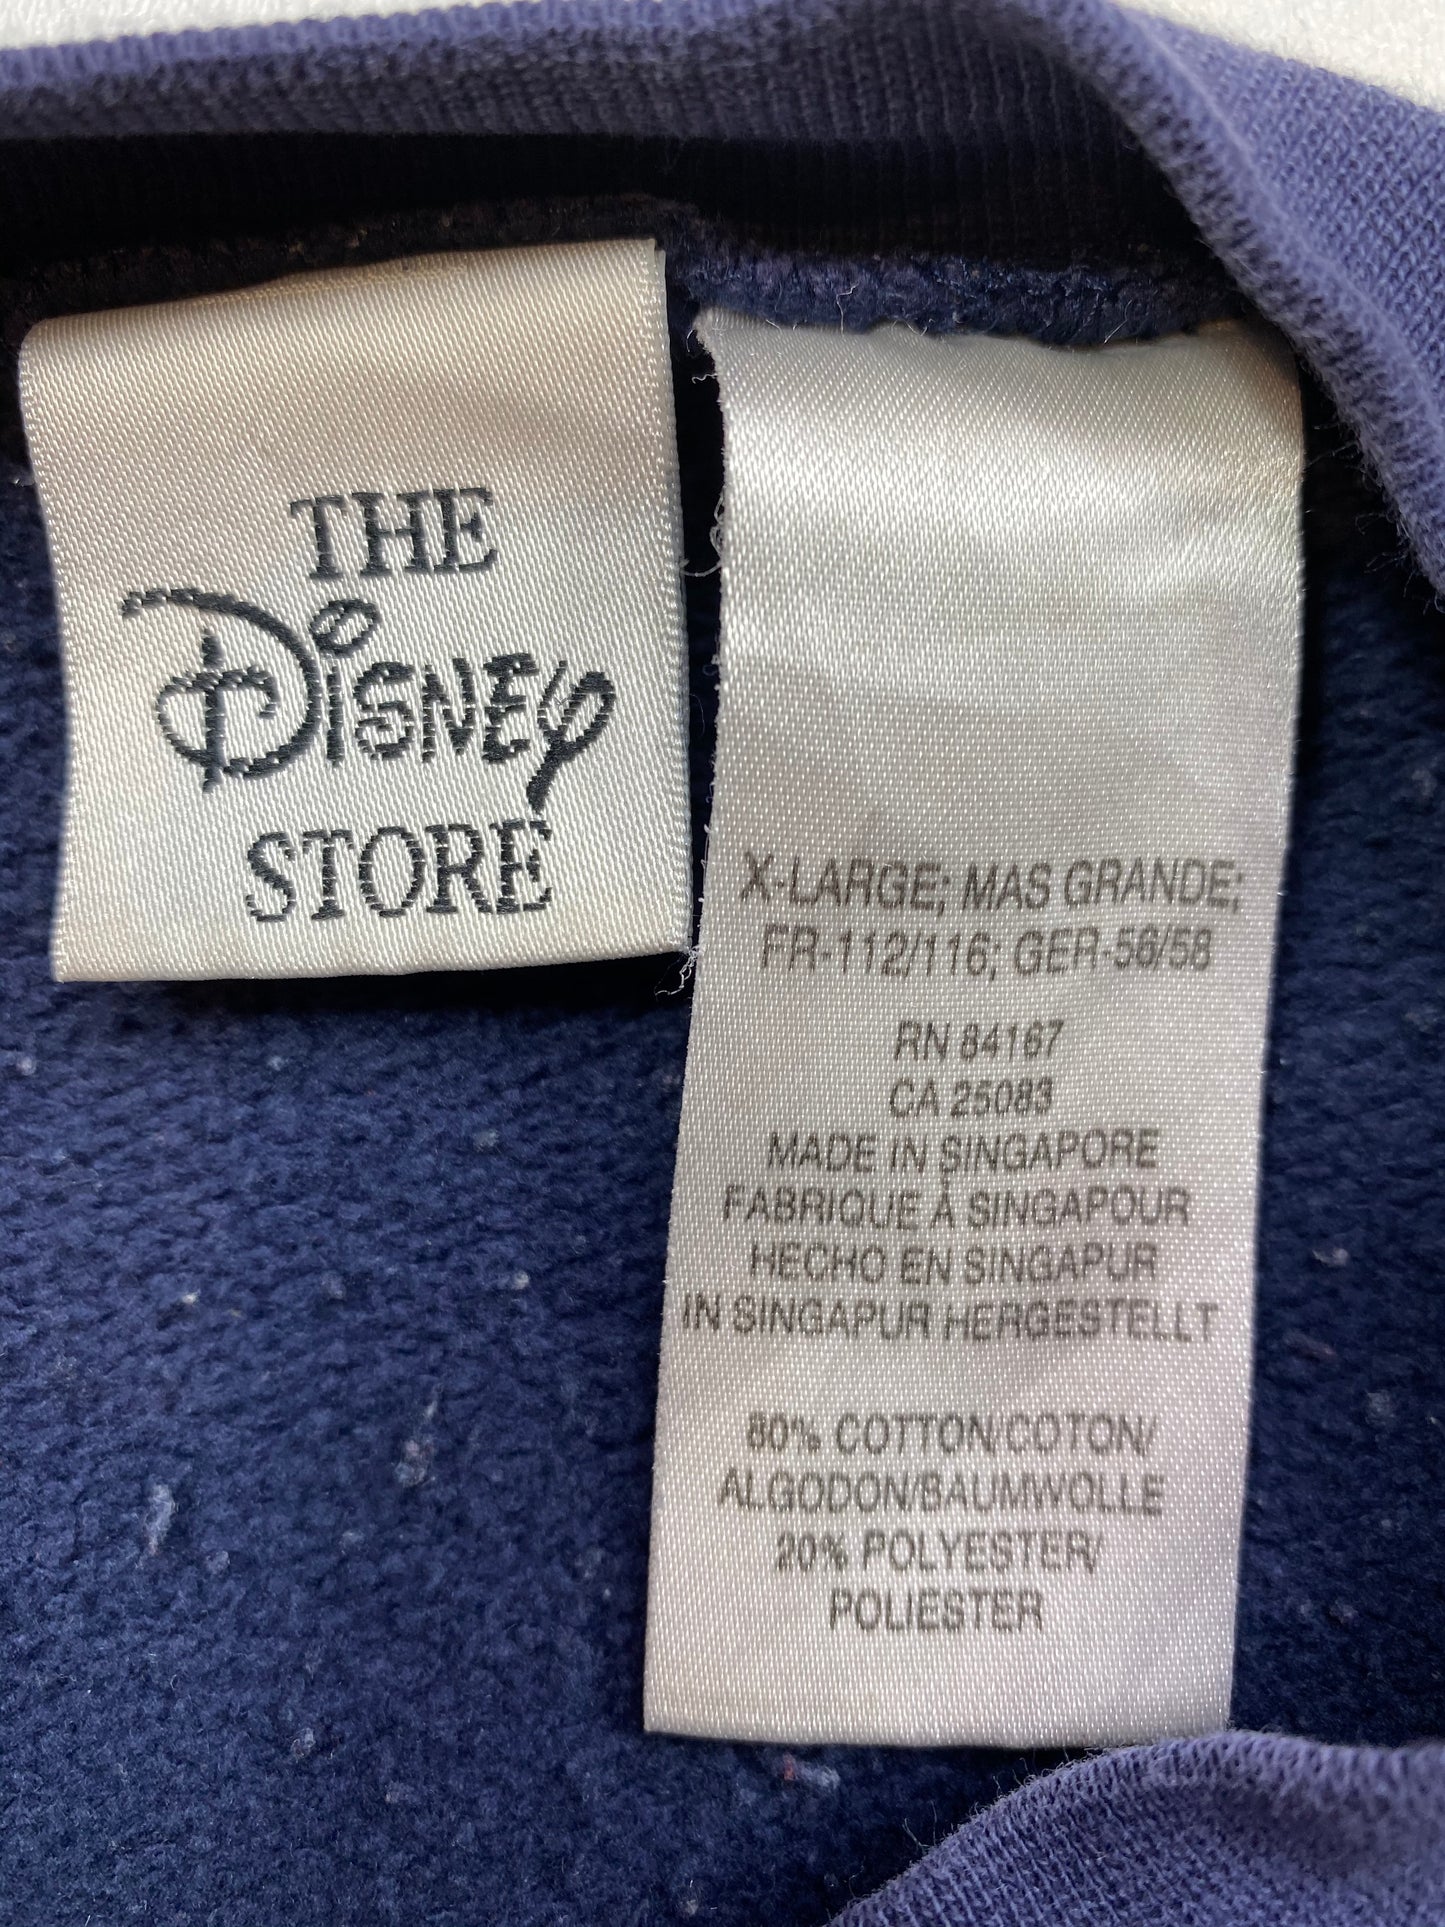 THE
Disney
STORE
X-LARGE; MAS GRANDE;
FR-112/116; GER-56/58
RN 84167
CA 25083
MADE IN SINGAPORE
FABRIQUE À SINGAPOUR
HECHO EN SINGAPUR
IN SINGAPUR HERGESTELLT
80% COTTON/COTON/
ALGODON/BAUMWOLLE
20% POLYESTER/
POLIESTER